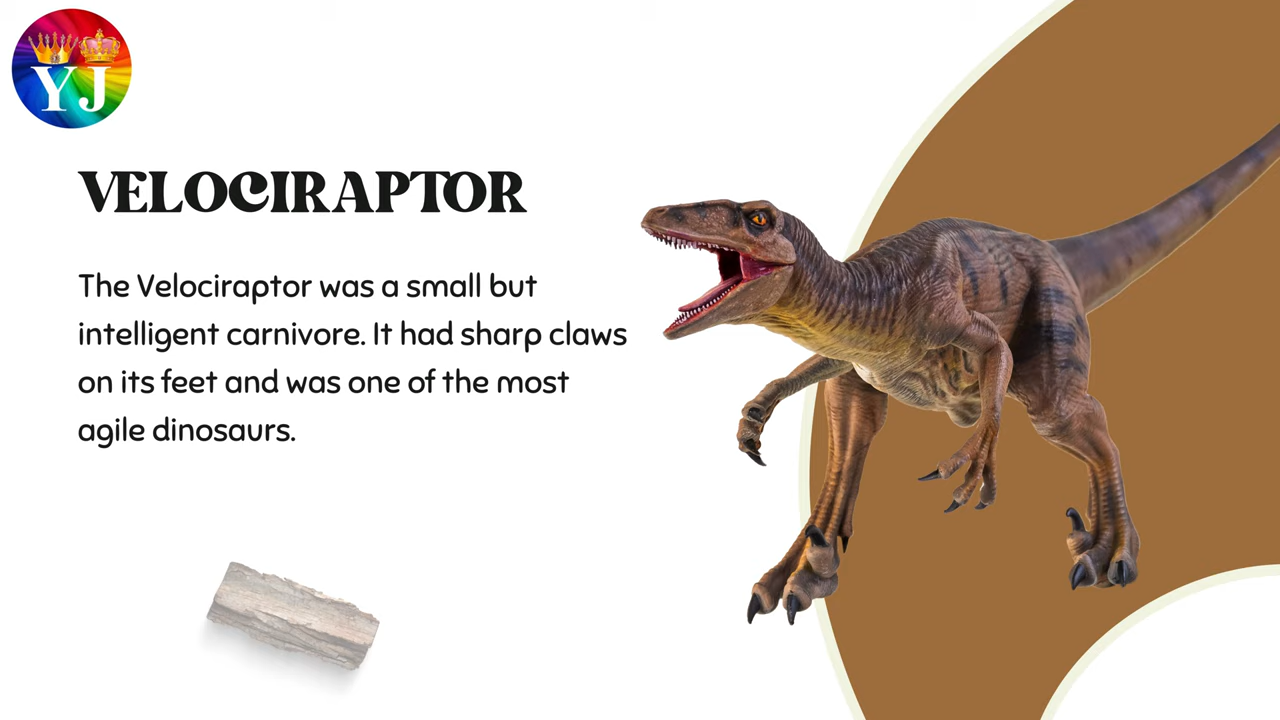 YJ
VELOCIRAPTOR
The Velociraptor was a small but
intelligent carnivore. It had sharp claws
on its feet and was one of the most
agile dinosaurs.